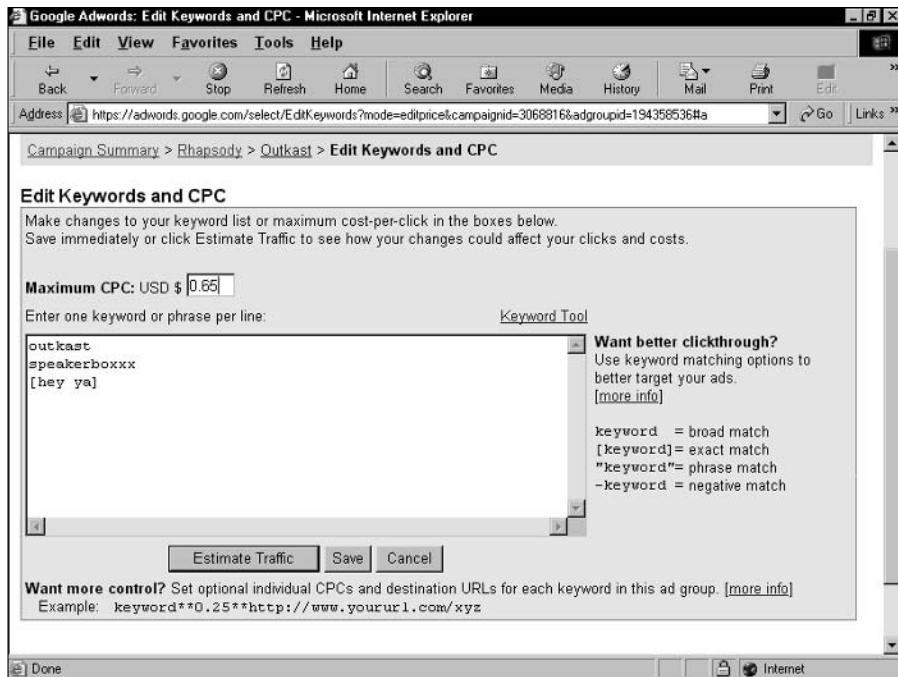 Google Adwords: Edit Keywords and CPC - Microsoft Internet Explorer
File Edit View Favorites Tools Help
Back Forward Stop Refresh Home Search Favorites Media History Mail Print Edit
Address https://adwords.google.com/select/EditKeywords?mode=editprice&campaignid=3068816&adgroupid=194358536#a Go Links
Campaign Summary > Rhapsody > Outkast > Edit Keywords and CPC
Edit Keywords and CPC
Make changes to your keyword list or maximum cost-per-click in the boxes below.
Save immediately or click Estimate Traffic to see how your changes could affect your clicks and costs.
Maximum CPC: USD $ 0.65
Enter one keyword or phrase per line: Keyword Tool
outkast
speakerboxxx
[hey ya]
Want better clickthrough?
Use keyword matching options to
better target your ads.
[more info]
keyword = broad match
[keyword]= exact match
"keyword"= phrase match
-keyword = negative match
Estimate Traffic Save Cancel
Want more control? Set optional individual CPCs and destination URLs for each keyword in this ad group. [more info]
Example: keyword**0.25**http://www.yoururl.com/xyz
Done Internet